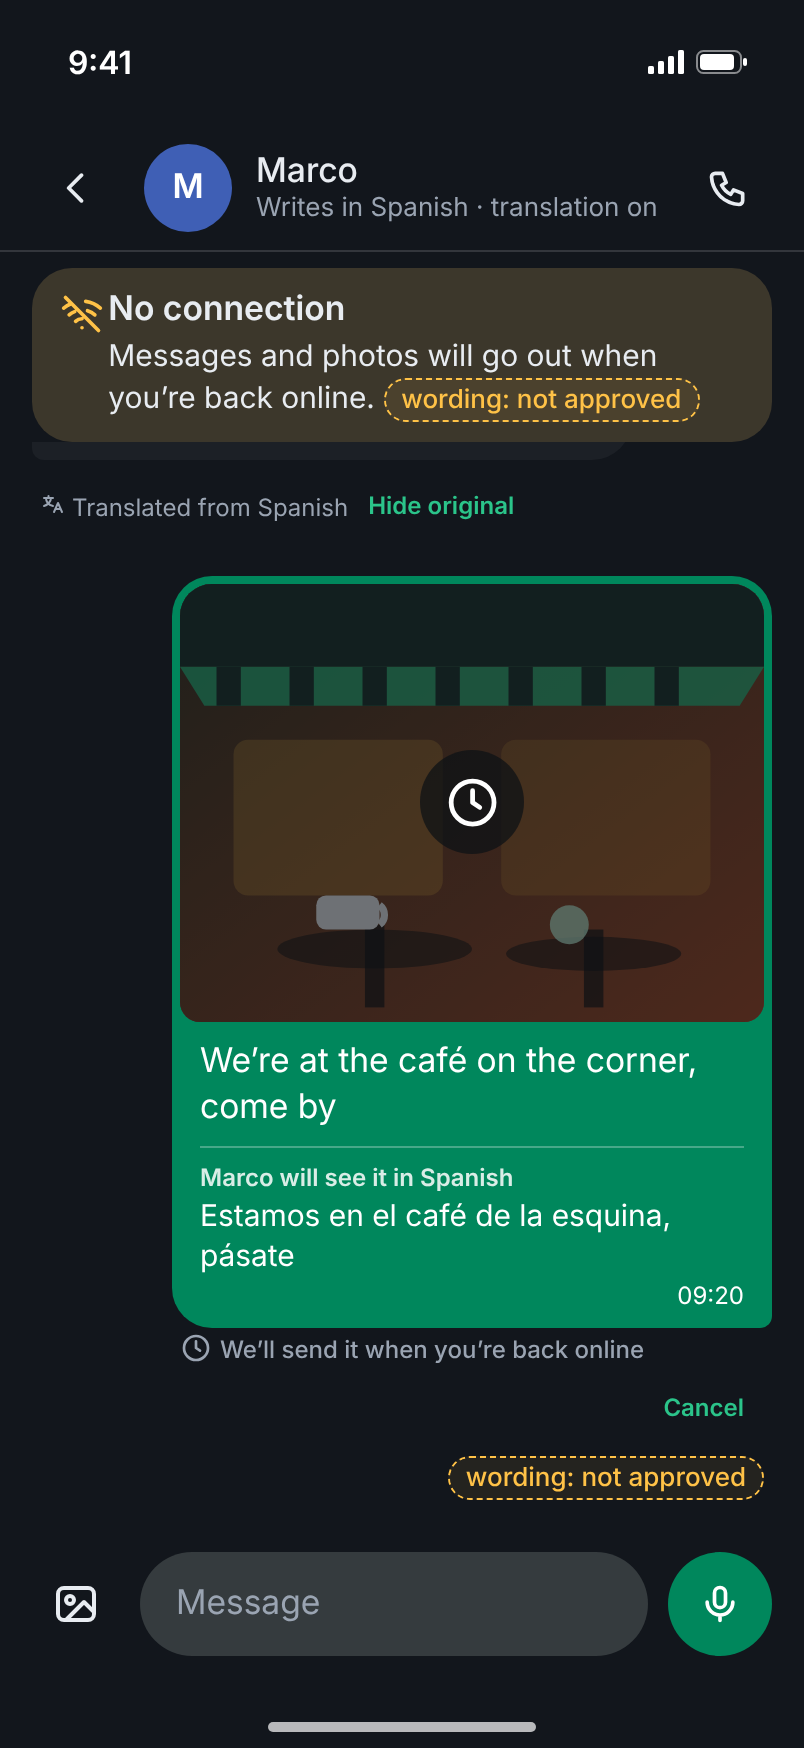 9:41
M
Marco
Writes in Spanish · translation on
No connection
Messages and photos will go out when
you’re back online. wording: not approved
Translated from Spanish Hide original
We’re at the café on the corner,
come by
Marco will see it in Spanish
Estamos en el café de la esquina,
pásate
09:20
We’ll send it when you’re back online
Cancel
wording: not approved
Message